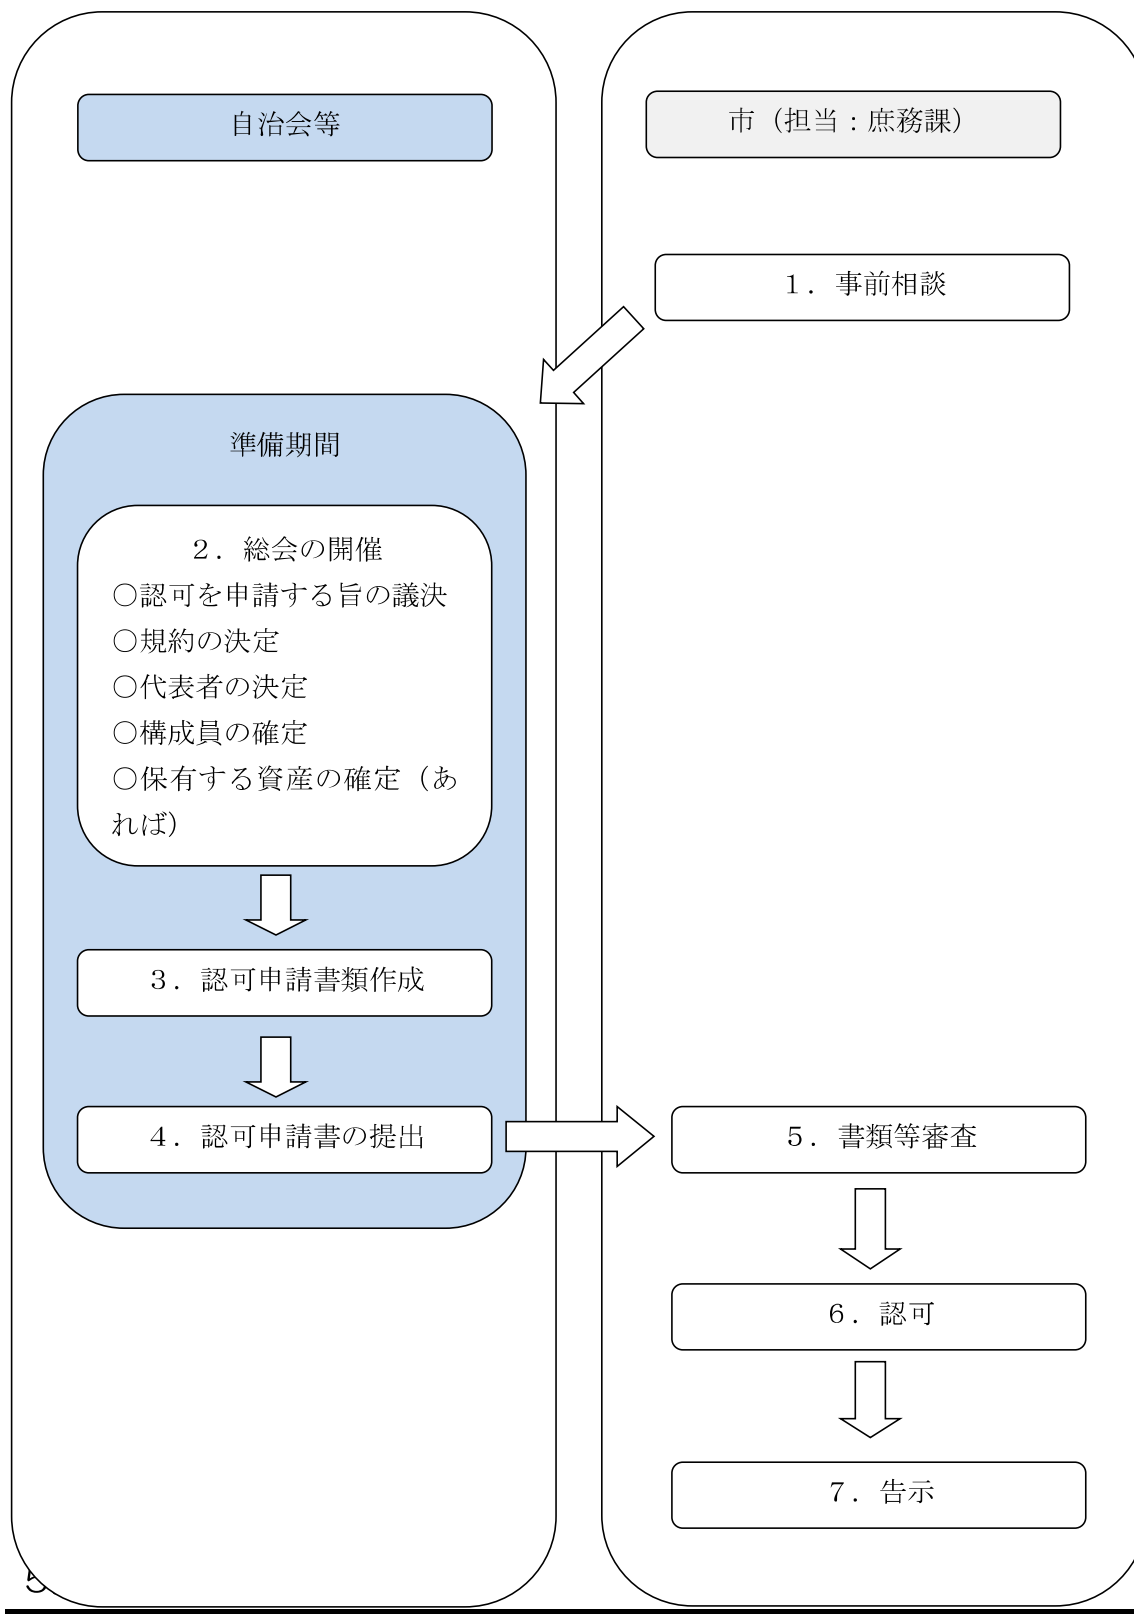 自治会等
市（担当：庶務課）
１．事前相談
準備期間
２．総会の開催
○認可を申請する旨の議決
○規約の決定
○代表者の決定
○構成員の確定
○保有する資産の確定（あ
れば）
３．認可申請書類作成
４．認可申請書の提出
５．書類等審査
６．認可
７．告示